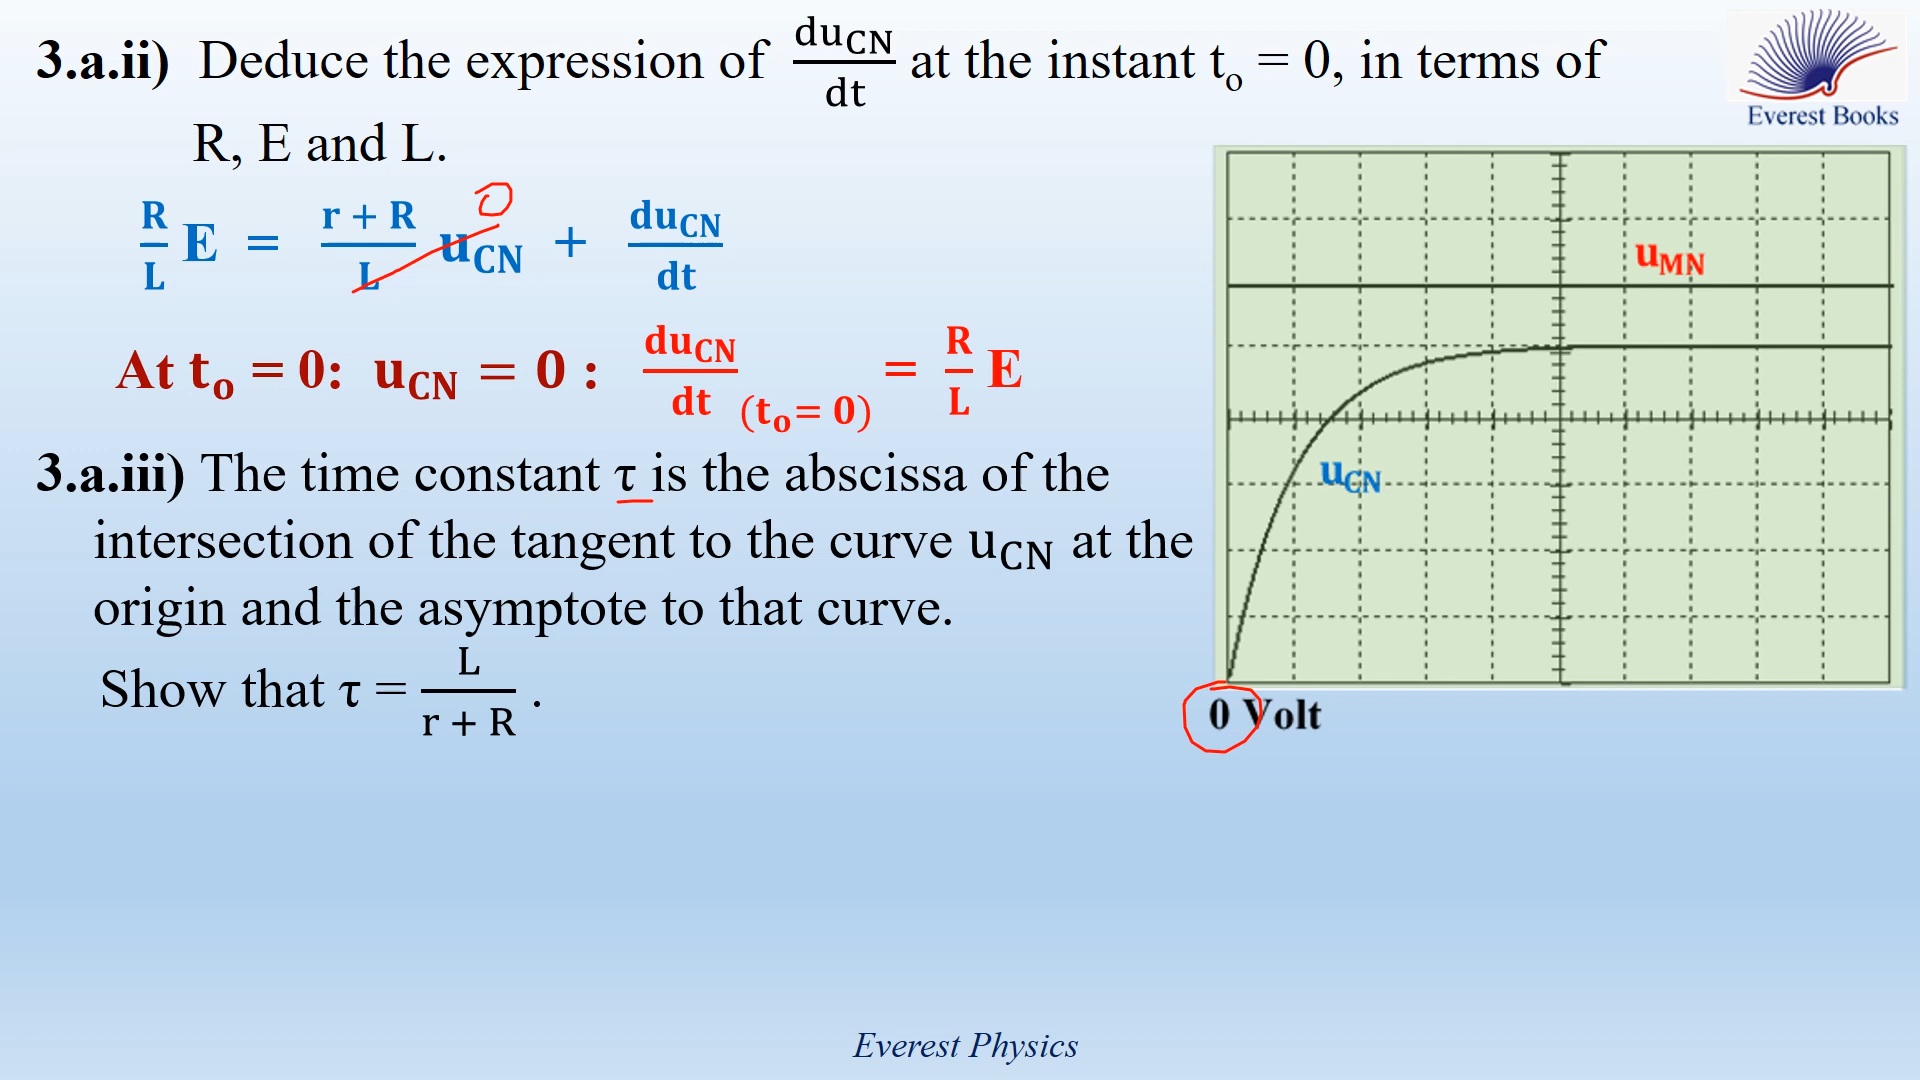 3.a.ii) Deduce the expression of du_CN/dt at the instant t_o = 0, in terms of
R, E and L.
Everest Books
R/L E = (r + R)/L u_CN + du_CN/dt
0
At t_o = 0: u_CN = 0 : du_CN/dt (t_o = 0) = R/L E
3.a.iii) The time constant τ is the abscissa of the
intersection of the tangent to the curve u_CN at the
origin and the asymptote to that curve.
Show that τ = L/(r + R) .
u_MN
u_CN
0 Volt
Everest Physics